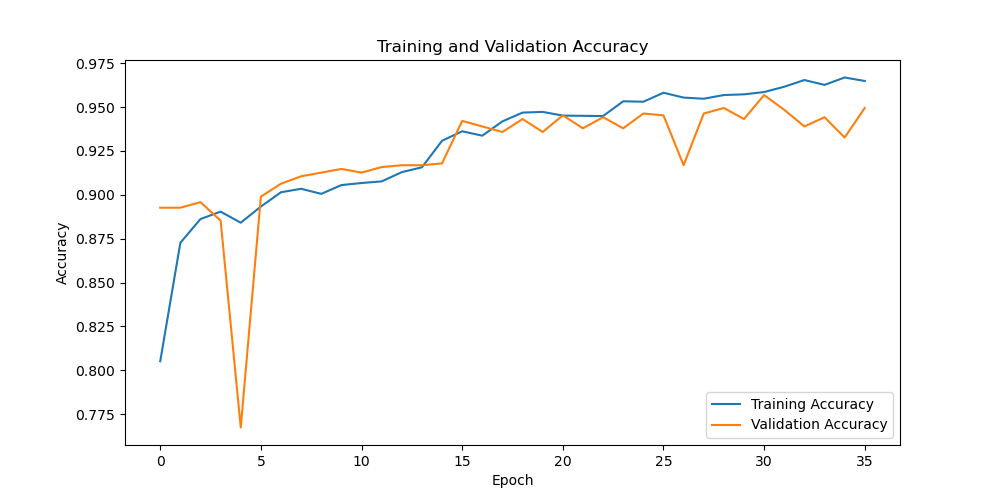 Training and Validation Accuracy
0.975
0.950
0.925
0.900
0.875
0.850
0.825
0.800
0.775
Accuracy
Training Accuracy
Validation Accuracy
0 5 10 15 20 25 30 35
Epoch